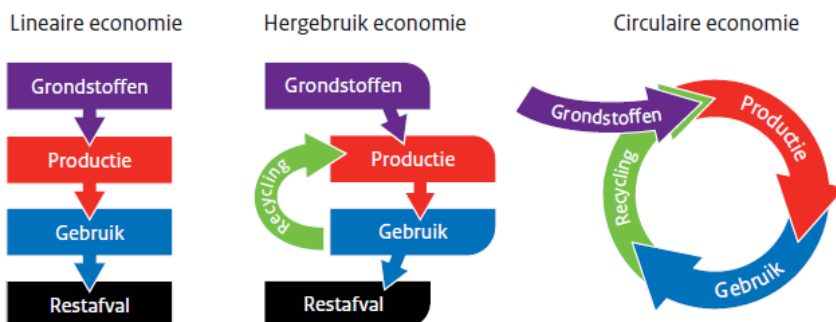 Lineaire economie
Grondstoffen
Productie
Gebruik
Restafval
Hergebruik economie
Grondstoffen
Productie
Recycling
Gebruik
Restafval
Circulaire economie
Grondstoffen
Productie
Recycling
Gebruik